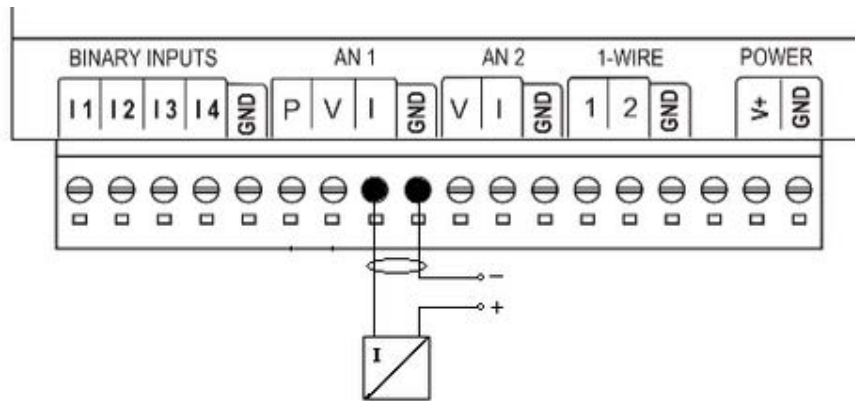 BINARY INPUTS AN 1 AN 2 1-WIRE POWER
I1 I2 I3 I4 GND P V I GND V I GND 1 2 GND V+ GND
−
+
I